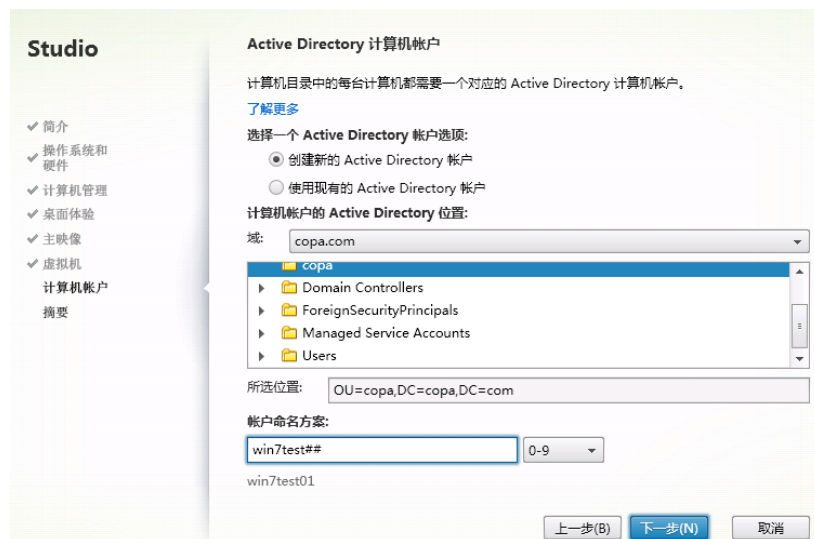 Studio
简介
操作系统和
硬件
计算机管理
桌面体验
主映像
虚拟机
计算机帐户
摘要
Active Directory 计算机帐户
计算机目录中的每台计算机都需要一个对应的 Active Directory 计算机帐户。
了解更多
选择一个 Active Directory 帐户选项:
创建新的 Active Directory 帐户
使用现有的 Active Directory 帐户
计算机帐户的 Active Directory 位置:
域: copa.com
copa
Domain Controllers
ForeignSecurityPrincipals
Managed Service Accounts
Users
所选位置: OU=copa,DC=copa,DC=com
帐户命名方案:
win7test## 0-9
win7test01
上一步(B) 下一步(N) 取消